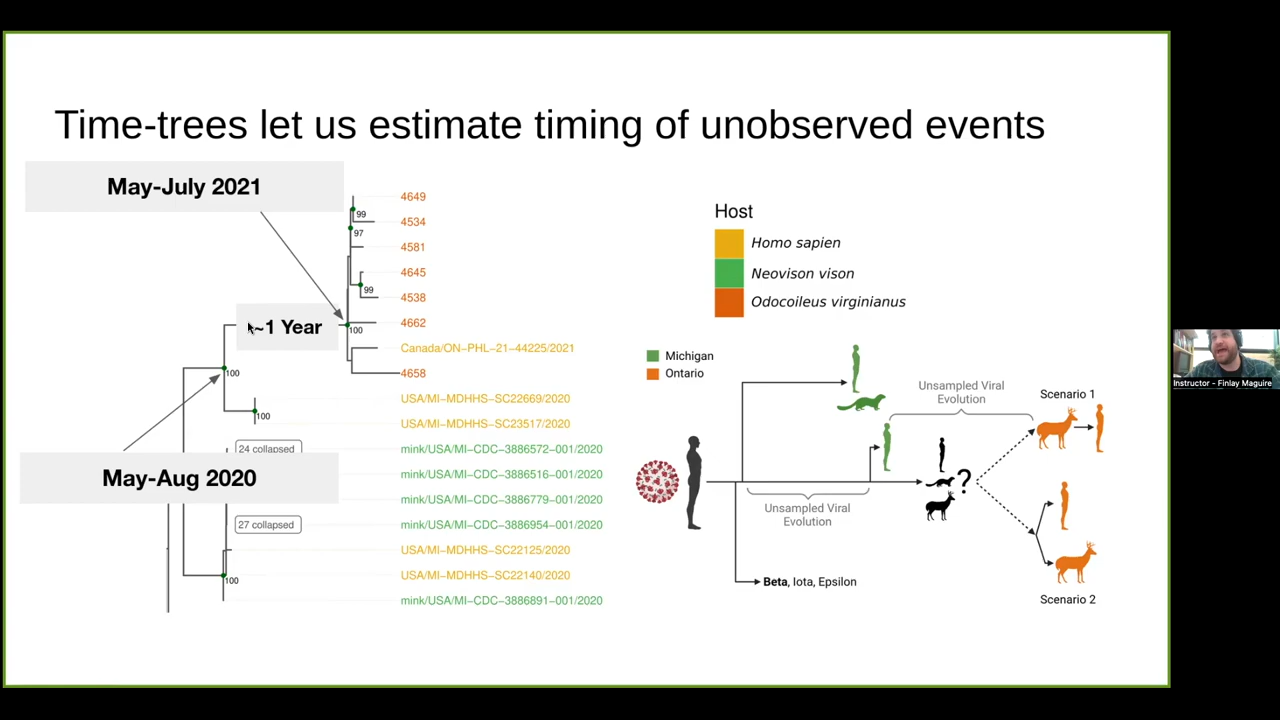 Time-trees let us estimate timing of unobserved events
May-July 2021
~1 Year
May-Aug 2020
4649
99
4534
97
4581
4645
99
4538
4662
100
Canada/ON−PHL−21−44225/2021
4658
100
USA/MI−MDHHS−SC22669/2020
100
USA/MI−MDHHS−SC23517/2020
24 collapsed
mink/USA/MI−CDC−3886572−001/2020
mink/USA/MI−CDC−3886516−001/2020
mink/USA/MI−CDC−3886779−001/2020
27 collapsed
mink/USA/MI−CDC−3886954−001/2020
USA/MI−MDHHS−SC22125/2020
USA/MI−MDHHS−SC22140/2020
100
mink/USA/MI−CDC−3886891−001/2020
Host
Homo sapien
Neovison vison
Odocoileus virginianus
Michigan
Ontario
Unsampled Viral
Evolution
Scenario 1
?
Unsampled Viral
Evolution
Beta, Iota, Epsilon
Scenario 2
Instructor - Finlay Maguire